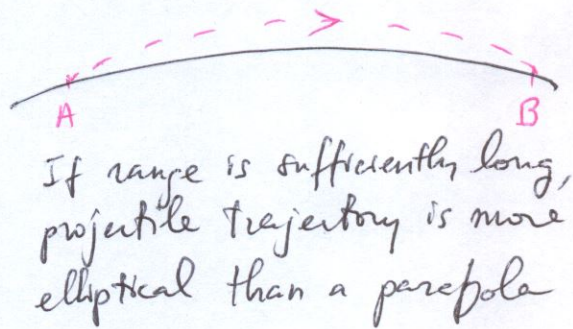 A B
If range is sufficiently long,
projectile trajectory is more
elliptical than a parabola